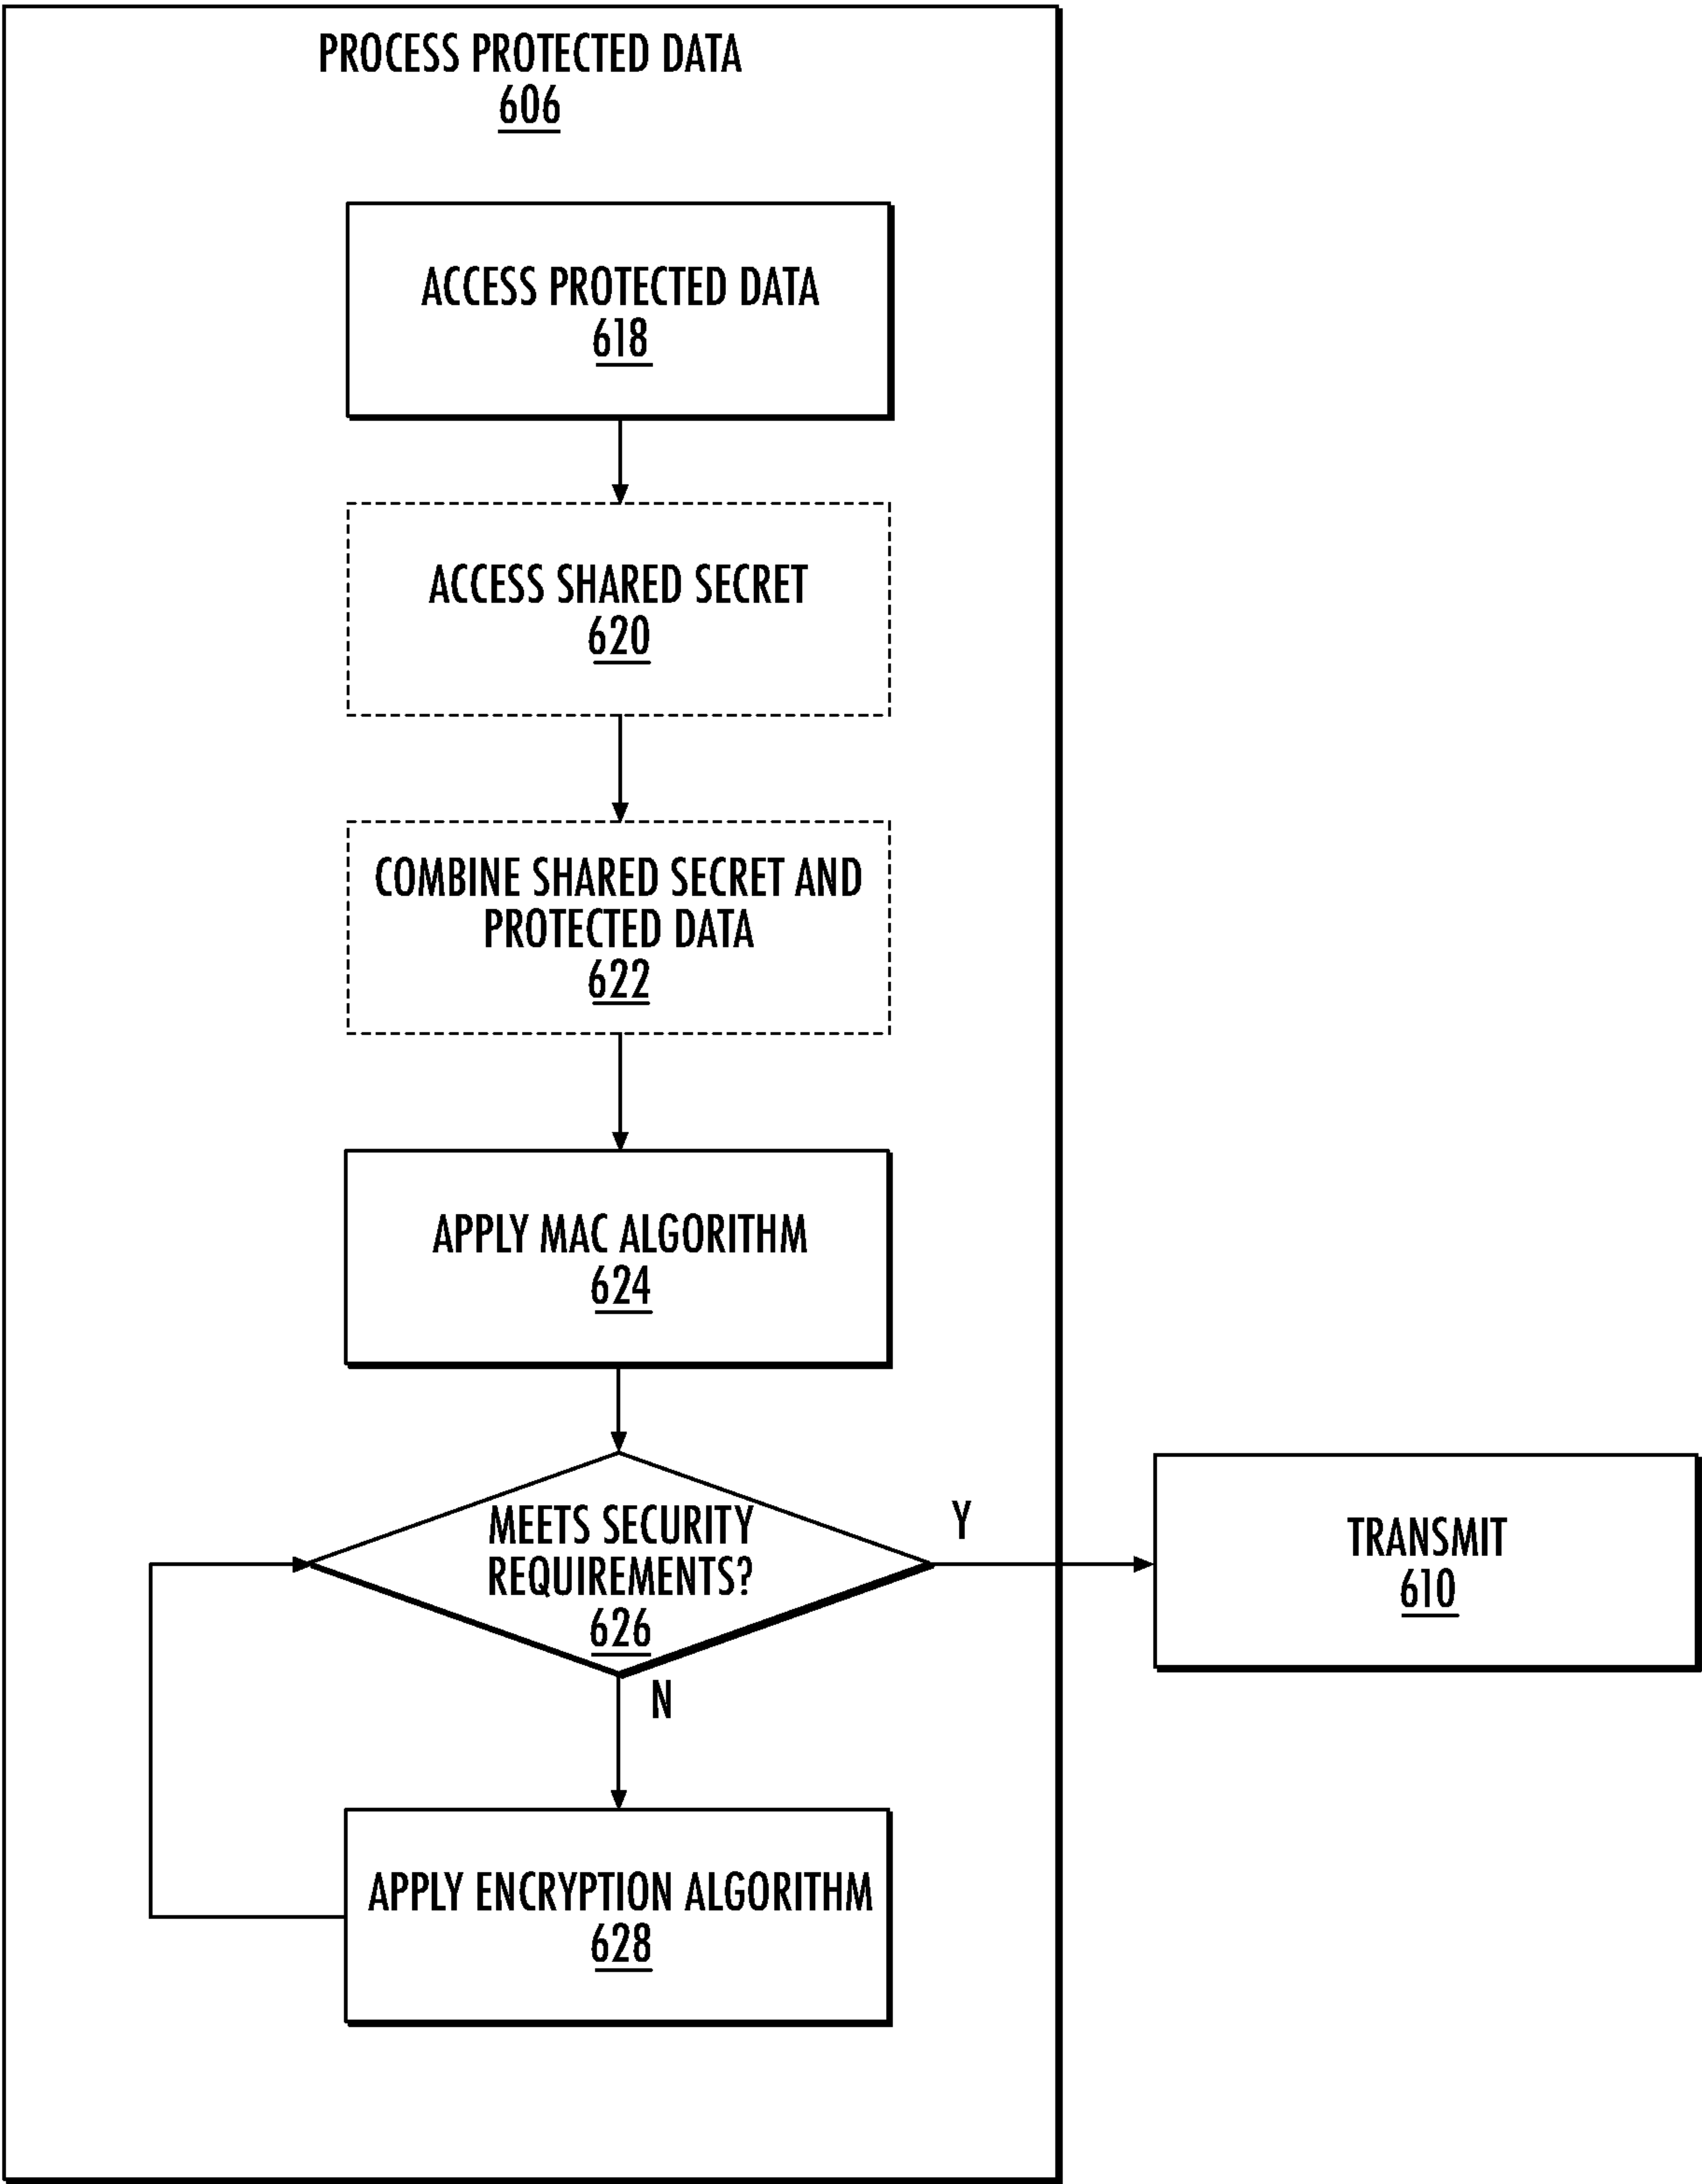 PROCESS PROTECTED DATA
606
ACCESS PROTECTED DATA
618
ACCESS SHARED SECRET
620
COMBINE SHARED SECRET AND
PROTECTED DATA
622
APPLY MAC ALGORITHM
624
MEETS SECURITY
REQUIREMENTS?
626
Y
TRANSMIT
610
N
APPLY ENCRYPTION ALGORITHM
628